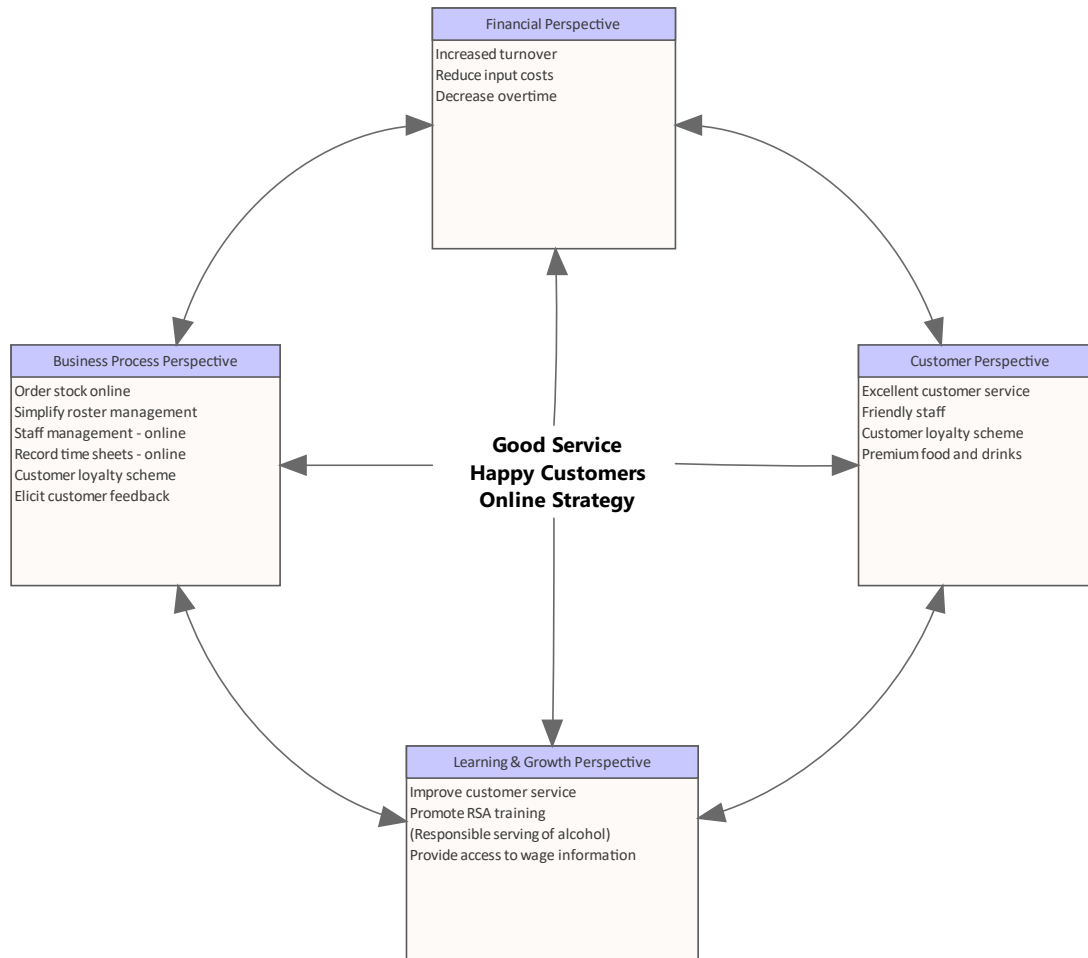 Financial Perspective
Increased turnover
Reduce input costs
Decrease overtime
Business Process Perspective
Order stock online
Simplify roster management
Staff management - online
Record time sheets - online
Customer loyalty scheme
Elicit customer feedback
Good Service
Happy Customers
Online Strategy
Customer Perspective
Excellent customer service
Friendly staff
Customer loyalty scheme
Premium food and drinks
Learning & Growth Perspective
Improve customer service
Promote RSA training
(Responsible serving of alcohol)
Provide access to wage information